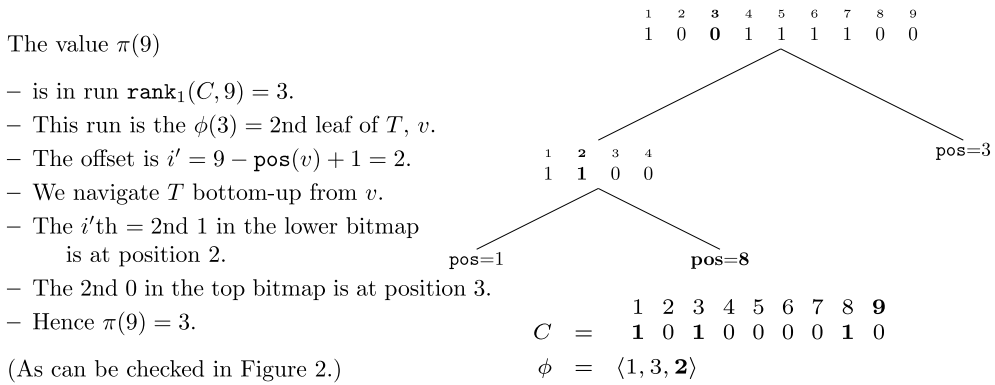 The value π(9)
– is in run rank₁(C, 9) = 3.
– This run is the ϕ(3) = 2nd leaf of T, v.
– The offset is i′ = 9 − pos(v) + 1 = 2.
– We navigate T bottom-up from v.
– The i′th = 2nd 1 in the lower bitmap
is at position 2.
– The 2nd 0 in the top bitmap is at position 3.
– Hence π(9) = 3.
(As can be checked in Figure 2.)
1 2 3 4 5 6 7 8 9
1 0 0 1 1 1 1 0 0
pos=3
1 2 3 4
1 1 0 0
pos=1
pos=8
1 2 3 4 5 6 7 8 9
C = 1 0 1 0 0 0 0 1 0
ϕ = ⟨1, 3, 2⟩